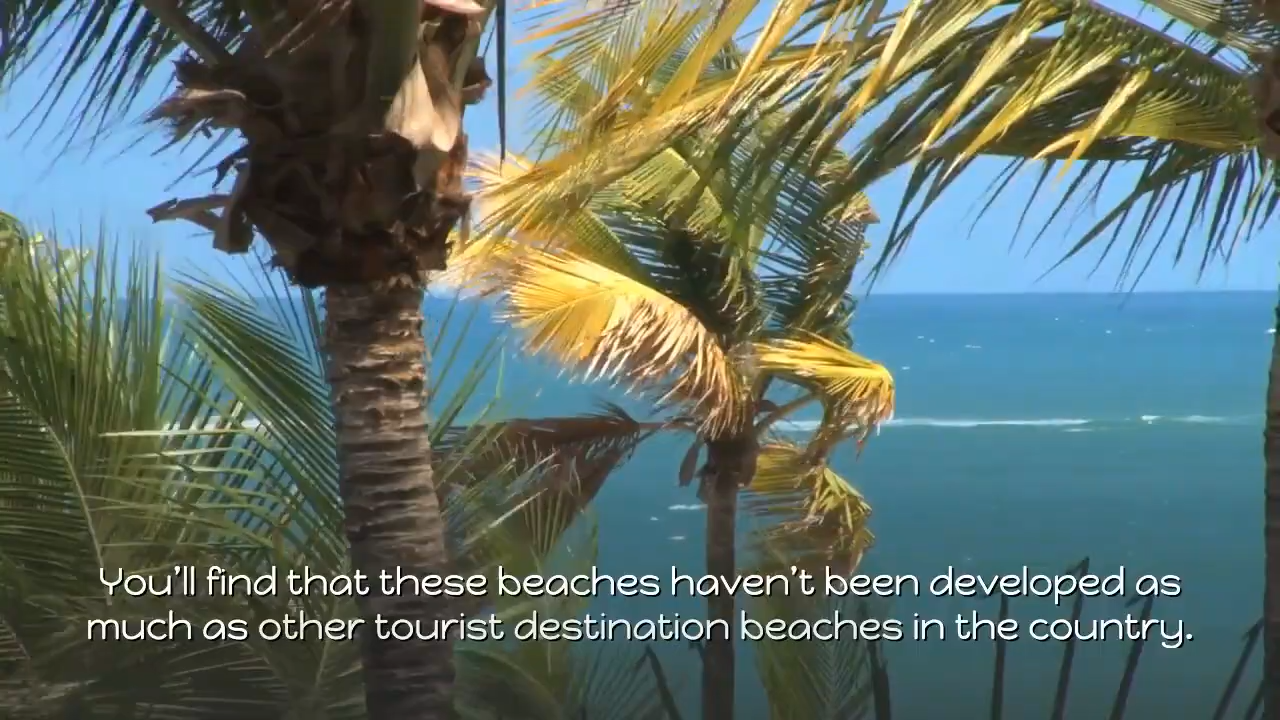 You'll find that these beaches haven't been developed as
much as other tourist destination beaches in the country.